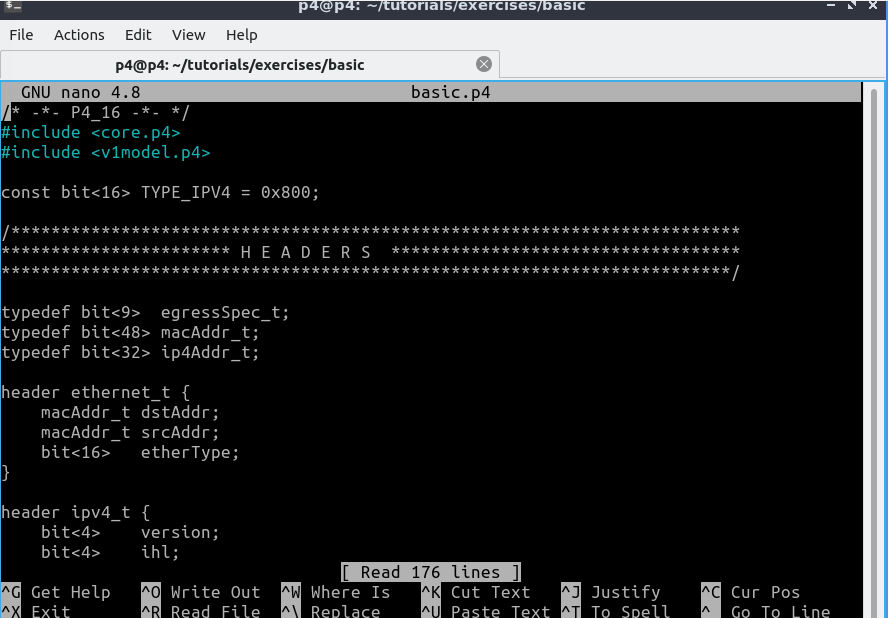 p4@p4: ~/tutorials/exercises/basic
File Actions Edit View Help
p4@p4: ~/tutorials/exercises/basic
GNU nano 4.8 basic.p4
/* -*- P4_16 -*- */
#include <core.p4>
#include <v1model.p4>
const bit<16> TYPE_IPV4 = 0x800;
/*************************************************************************
*********************** H E A D E R S  ***********************************
*************************************************************************/
typedef bit<9>  egressSpec_t;
typedef bit<48> macAddr_t;
typedef bit<32> ip4Addr_t;
header ethernet_t {
    macAddr_t dstAddr;
    macAddr_t srcAddr;
    bit<16>   etherType;
}
header ipv4_t {
    bit<4>    version;
    bit<4>    ihl;
[ Read 176 lines ]
^G Get Help ^O Write Out ^W Where Is ^K Cut Text ^J Justify ^C Cur Pos
^X Exit ^R Read File ^\ Replace ^U Paste Text ^T To Spell ^_ Go To Line